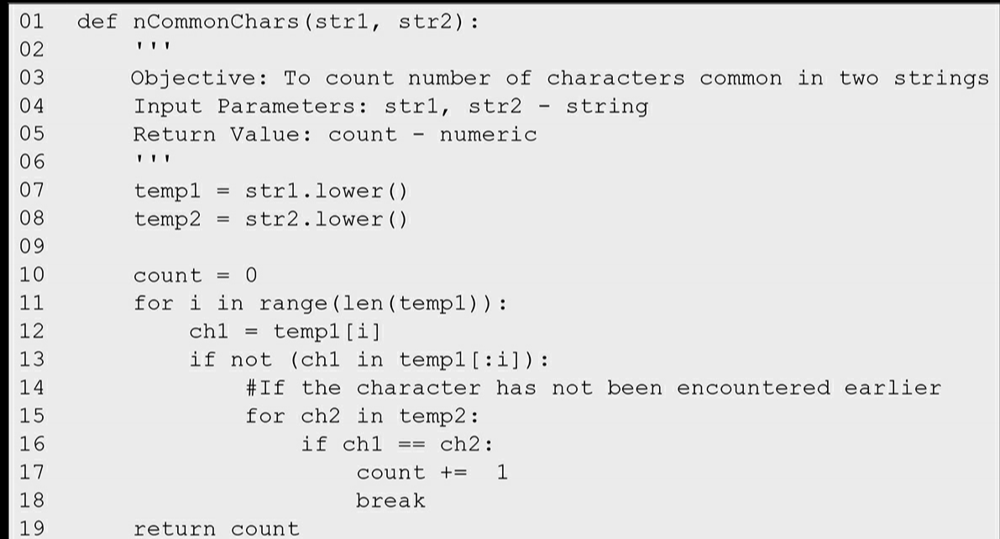 01 def nCommonChars(str1, str2):
02 '''
03 Objective: To count number of characters common in two strings
04 Input Parameters: str1, str2 - string
05 Return Value: count - numeric
06 '''
07 temp1 = str1.lower()
08 temp2 = str2.lower()
09
10 count = 0
11 for i in range(len(temp1)):
12 ch1 = temp1[i]
13 if not (ch1 in temp1[:i]):
14 #If the character has not been encountered earlier
15 for ch2 in temp2:
16 if ch1 == ch2:
17 count += 1
18 break
19 return count